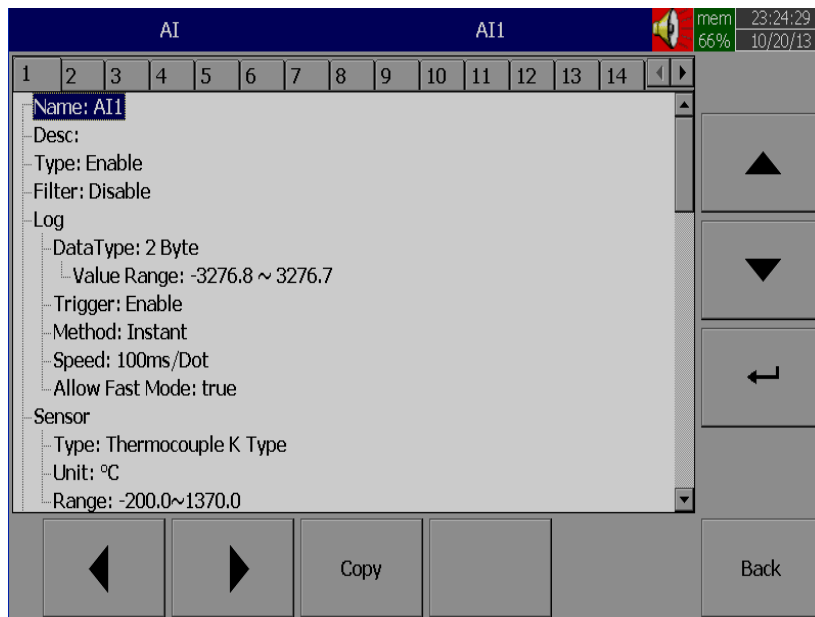 AI AI1 mem 23:24:29
66% 10/20/13
1 2 3 4 5 6 7 8 9 10 11 12 13 14
Name: AI1
Desc:
Type: Enable
Filter: Disable
Log
DataType: 2 Byte
Value Range: -3276.8 ~ 3276.7
Trigger: Enable
Method: Instant
Speed: 100ms/Dot
Allow Fast Mode: true
Sensor
Type: Thermocouple K Type
Unit: ºC
Range: -200.0~1370.0
Copy Back